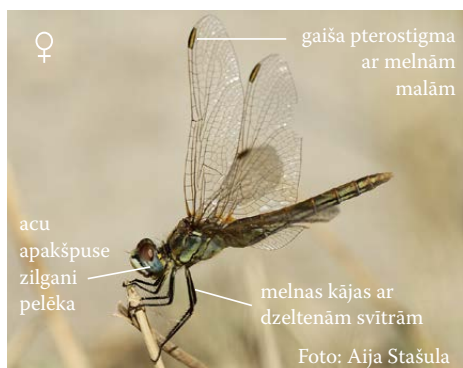 ♀
gaiša pterostigma
ar melnām
malām
acu
apakšpuse
zilgani
pelēka
melnas kājas ar
dzeltenām svītrām
Foto: Aija Stašula